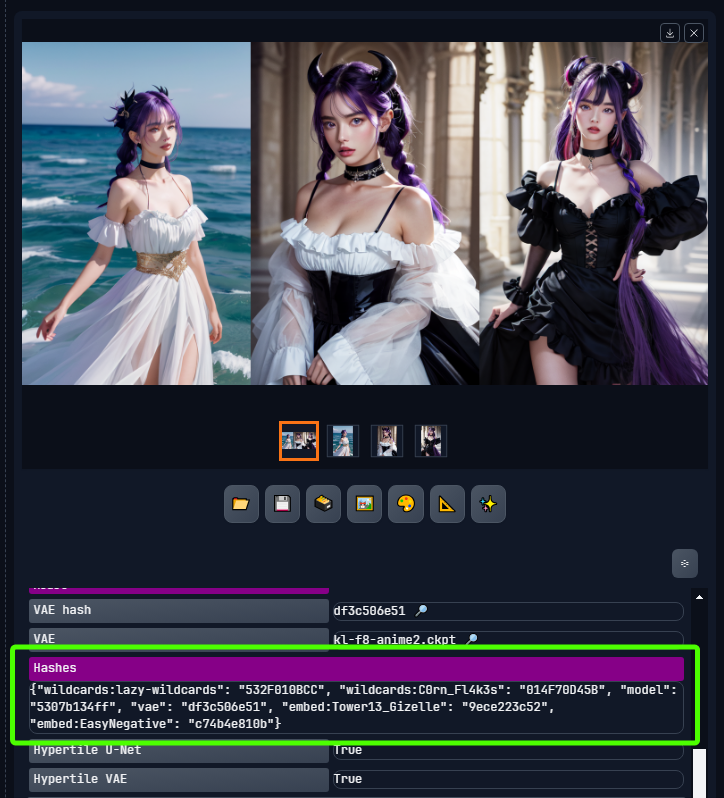 VAE hash
df3c506e51
VAE
kl-f8-anime2.ckpt
Hashes
{"wildcards:lazy-wildcards": "532F010BCC", "wildcards:C0rn_Fl4k3s": "014F70D45B", "model":
"5307b134ff", "vae": "df3c506e51", "embed:Tower13_Gizelle": "9ece223c52",
"embed:EasyNegative": "c74b4e810b"}
Hypertile U-Net
True
Hypertile VAE
True